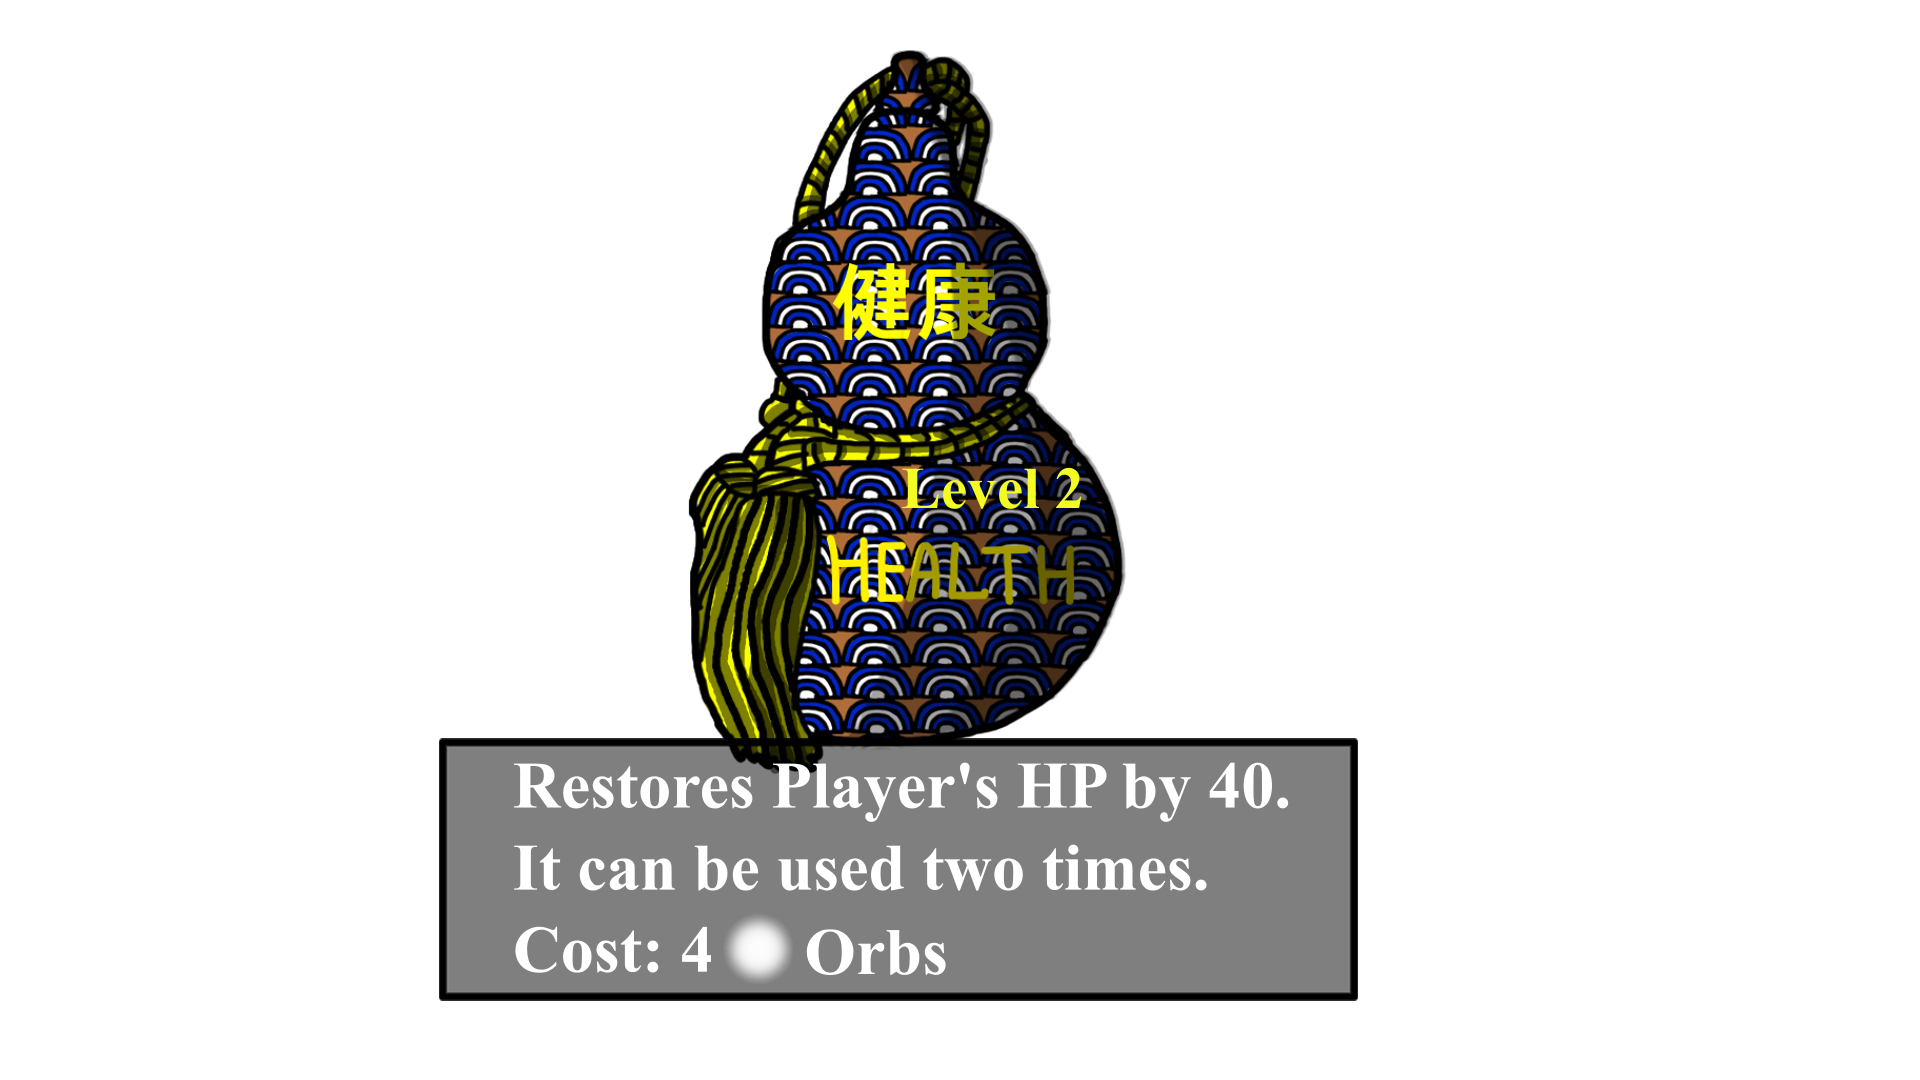 健康
Level 2
HEALTH
Restores Player's HP by 40.
It can be used two times.
Cost: 4 Orbs